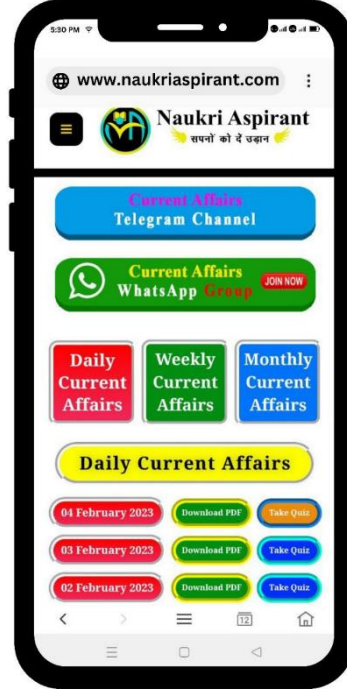 5:30 PM
www.naukriaspirant.com
Naukri Aspirant
सपनों को दें उड़ान
Current Affairs
Telegram Channel
Current Affairs
WhatsApp Group JOIN NOW
Daily Current Affairs
Weekly Current Affairs
Monthly Current Affairs
Daily Current Affairs
04 February 2023 Download PDF Take Quiz
03 February 2023 Download PDF Take Quiz
02 February 2023 Download PDF Take Quiz
12